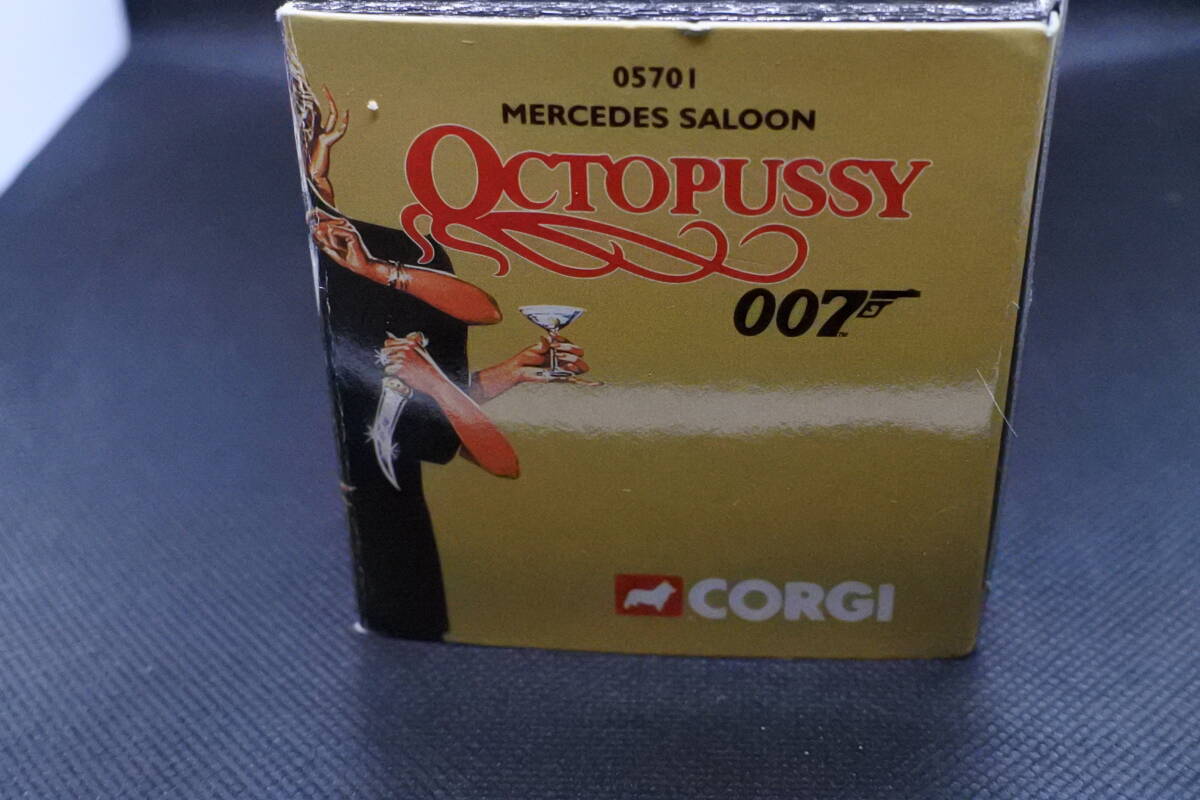 05701
MERCEDES SALOON
OCTOPUSSY
007
CORGI